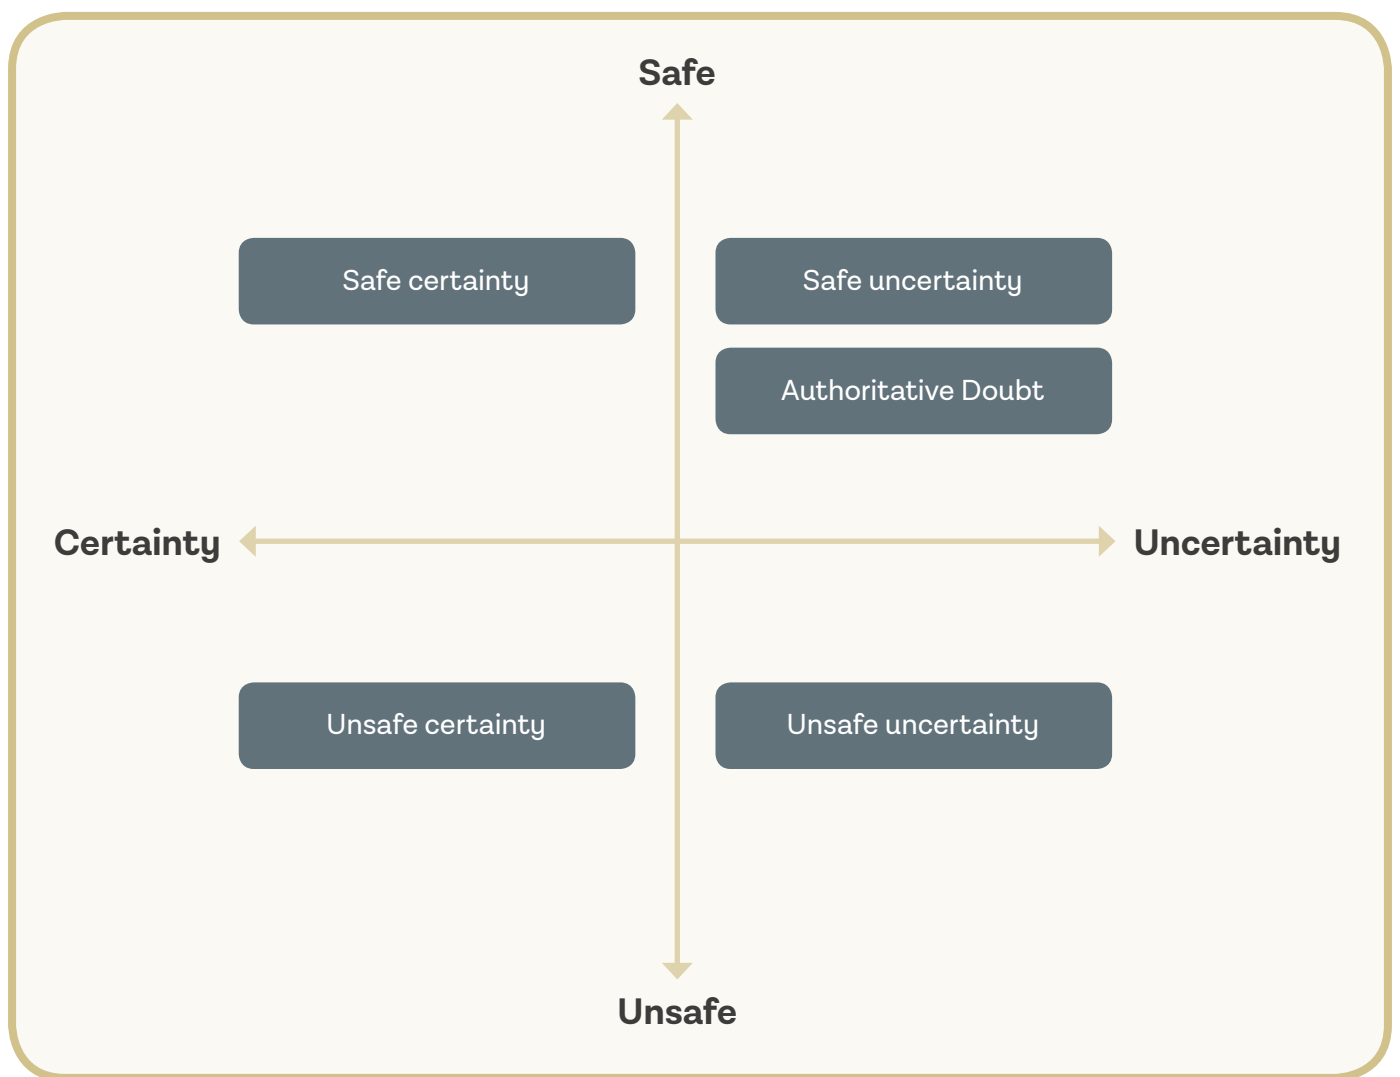 Safe
Safe certainty
Safe uncertainty
Authoritative Doubt
Certainty
Uncertainty
Unsafe certainty
Unsafe uncertainty
Unsafe